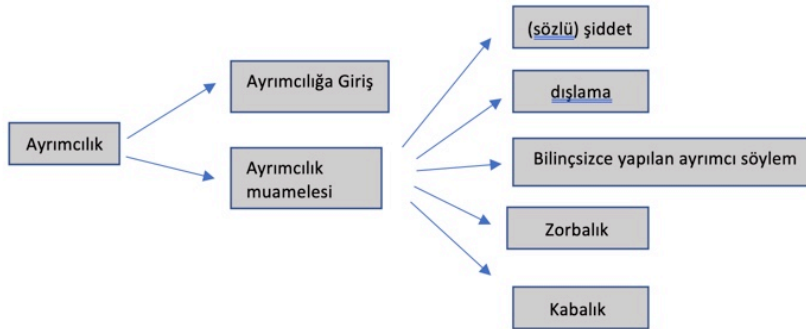 Ayrımcılık
Ayrımcılığa Giriş
Ayrımcılık
muamelesi
(sözlü) şiddet
dışlama
Bilinçsizce yapılan ayrımcı söylem
Zorbalık
Kabalık